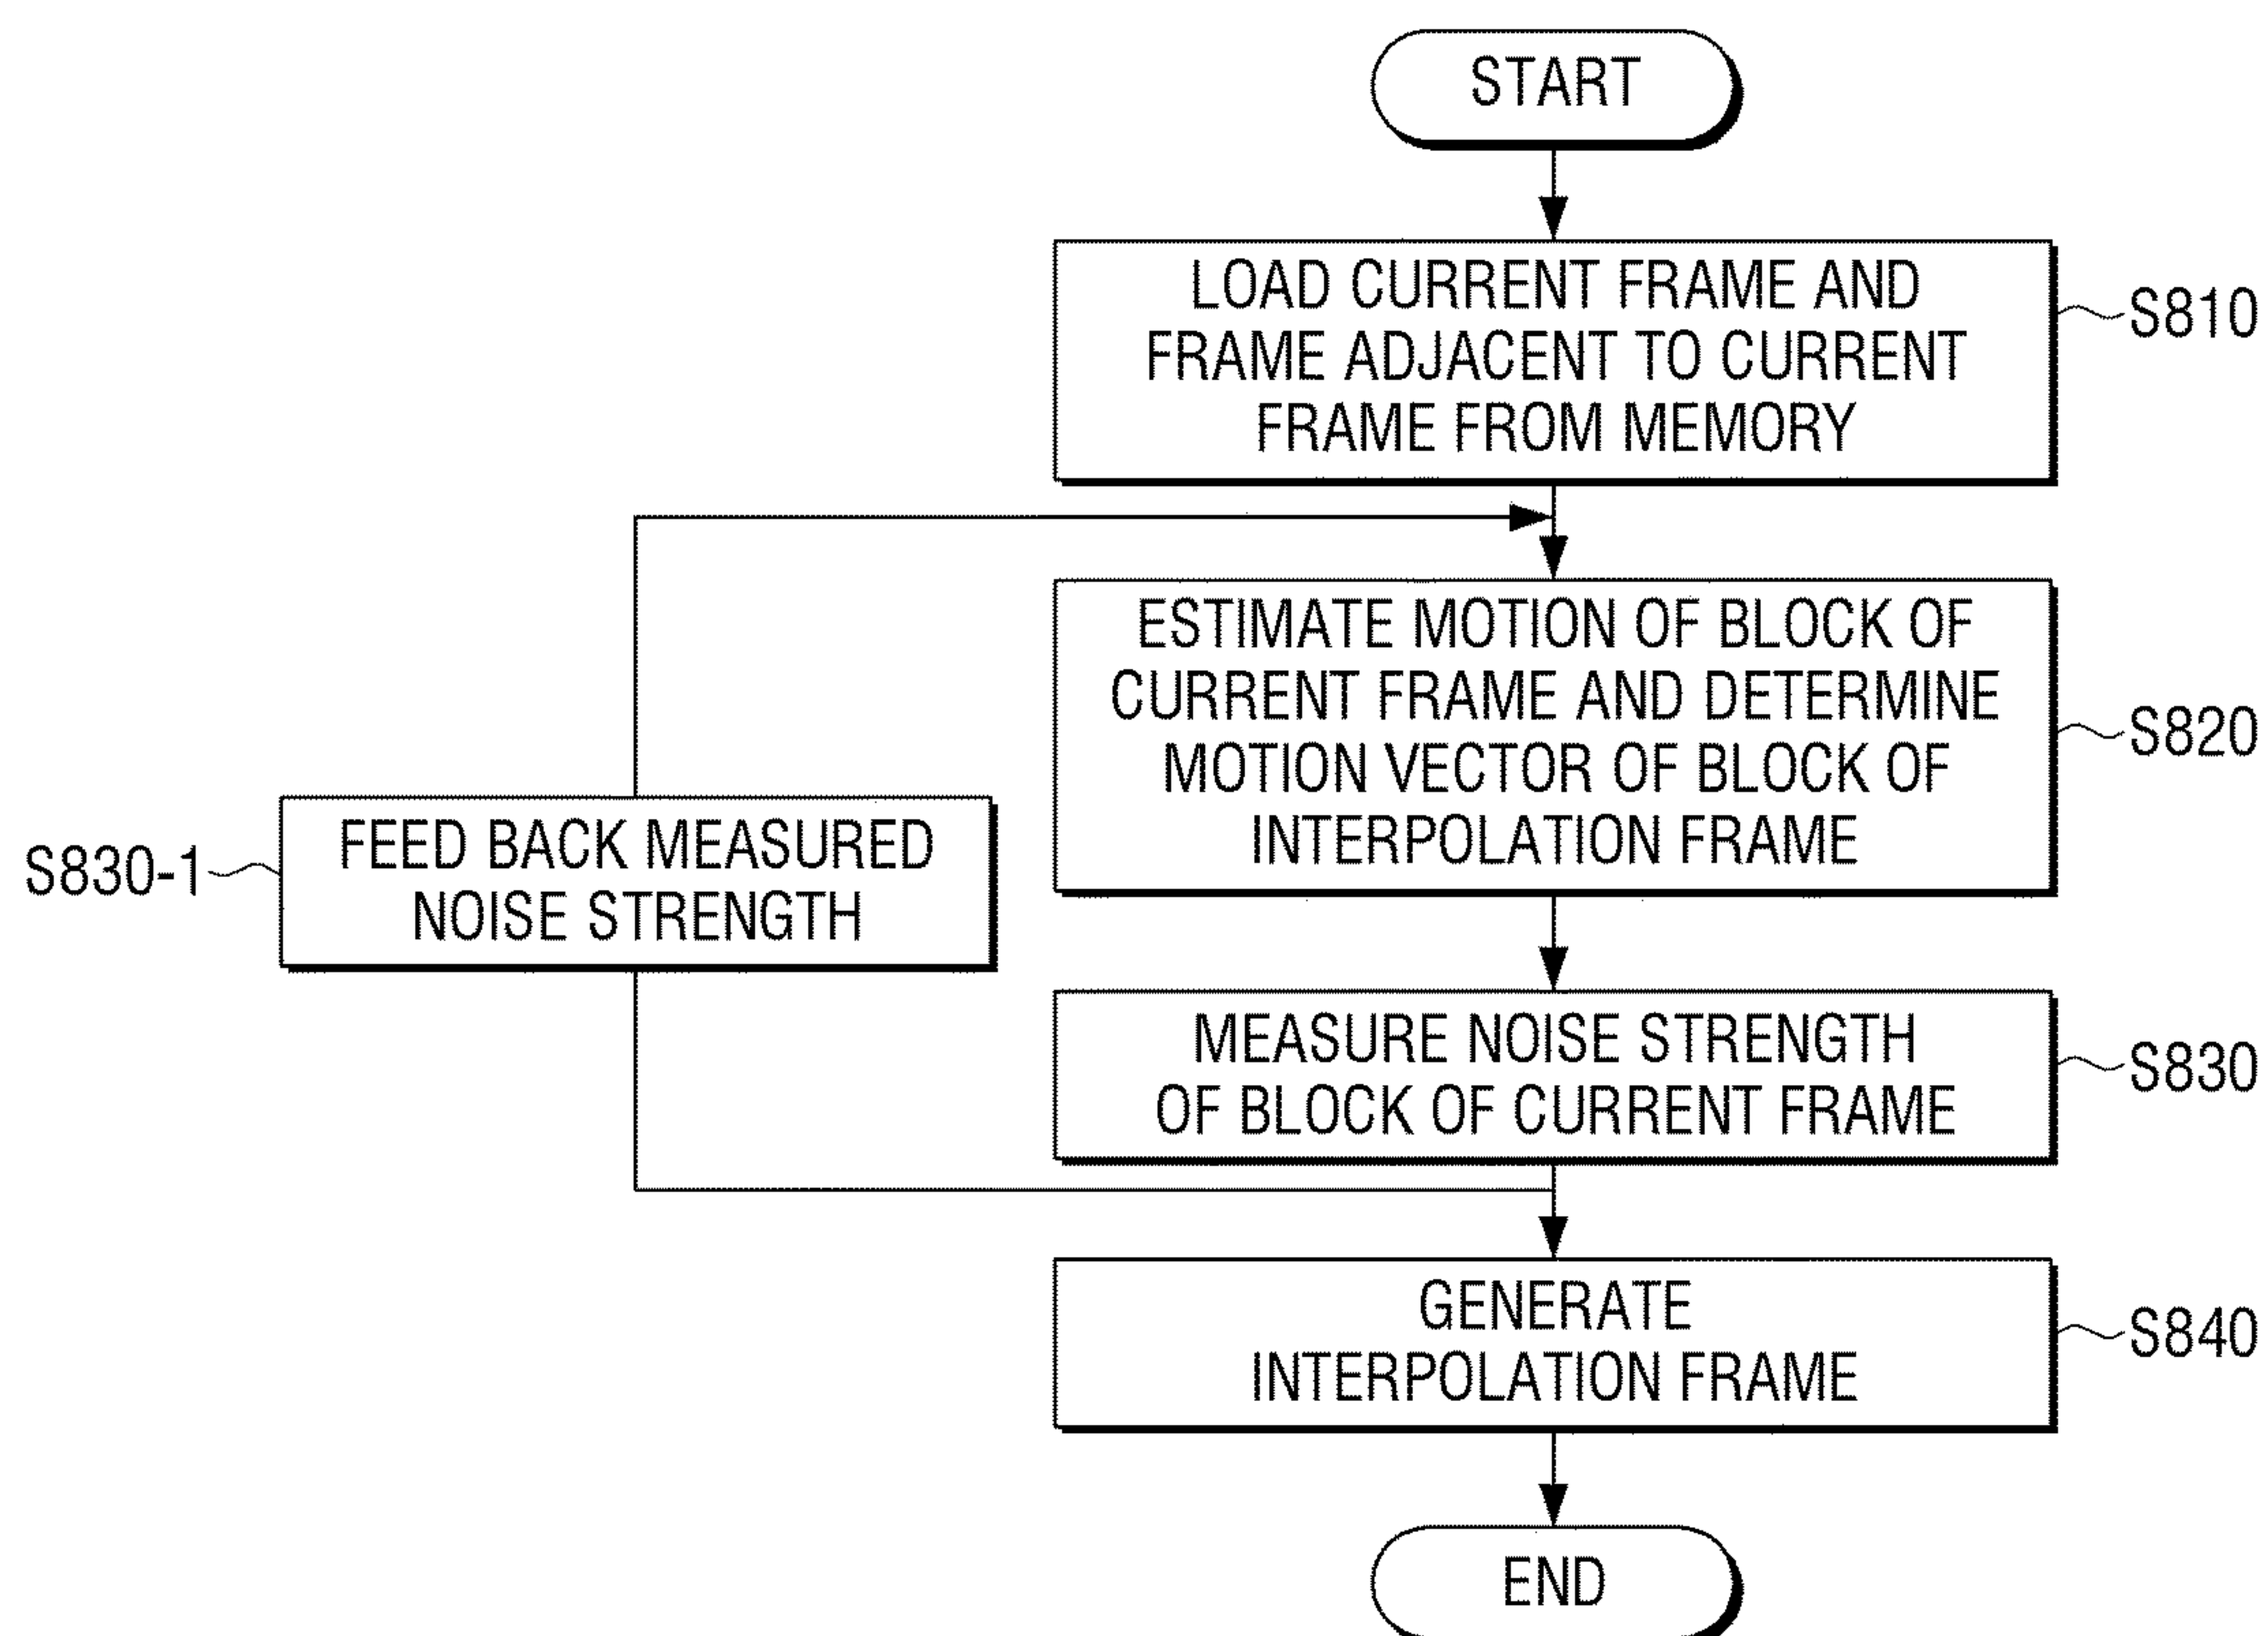 START
LOAD CURRENT FRAME AND
FRAME ADJACENT TO CURRENT
FRAME FROM MEMORY
S810
ESTIMATE MOTION OF BLOCK OF
CURRENT FRAME AND DETERMINE
MOTION VECTOR OF BLOCK OF
INTERPOLATION FRAME
S820
S830-1
FEED BACK MEASURED
NOISE STRENGTH
MEASURE NOISE STRENGTH
OF BLOCK OF CURRENT FRAME
S830
GENERATE
INTERPOLATION FRAME
S840
END